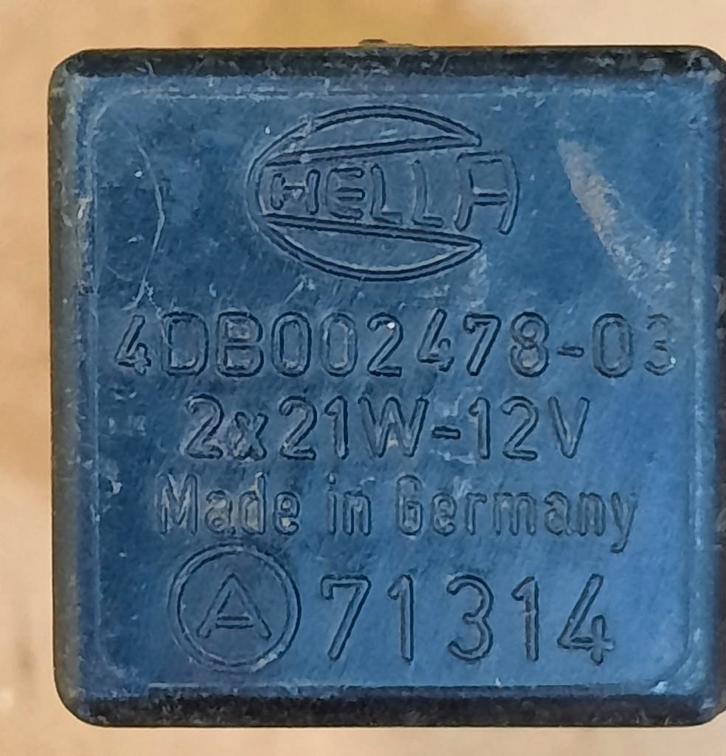 HELLA
4DB002478-03
2x21W-12V
Made in Germany
A 71314